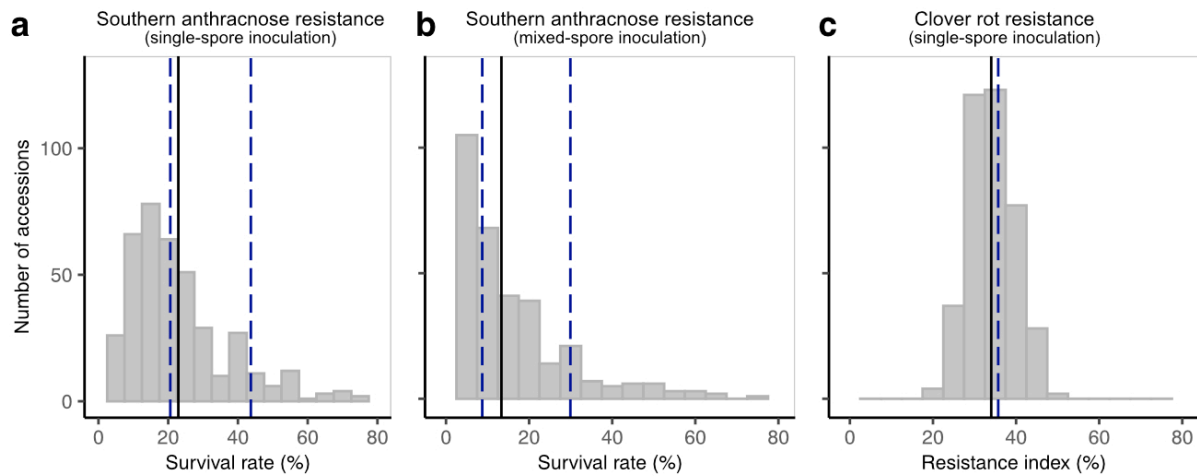 a
Southern anthracnose resistance
(single-spore inoculation)
b
Southern anthracnose resistance
(mixed-spore inoculation)
c
Clover rot resistance
(single-spore inoculation)
Number of accessions
100
50
0
0 20 40 60 80
Survival rate (%)
0 20 40 60 80
Survival rate (%)
0 20 40 60 80
Resistance index (%)